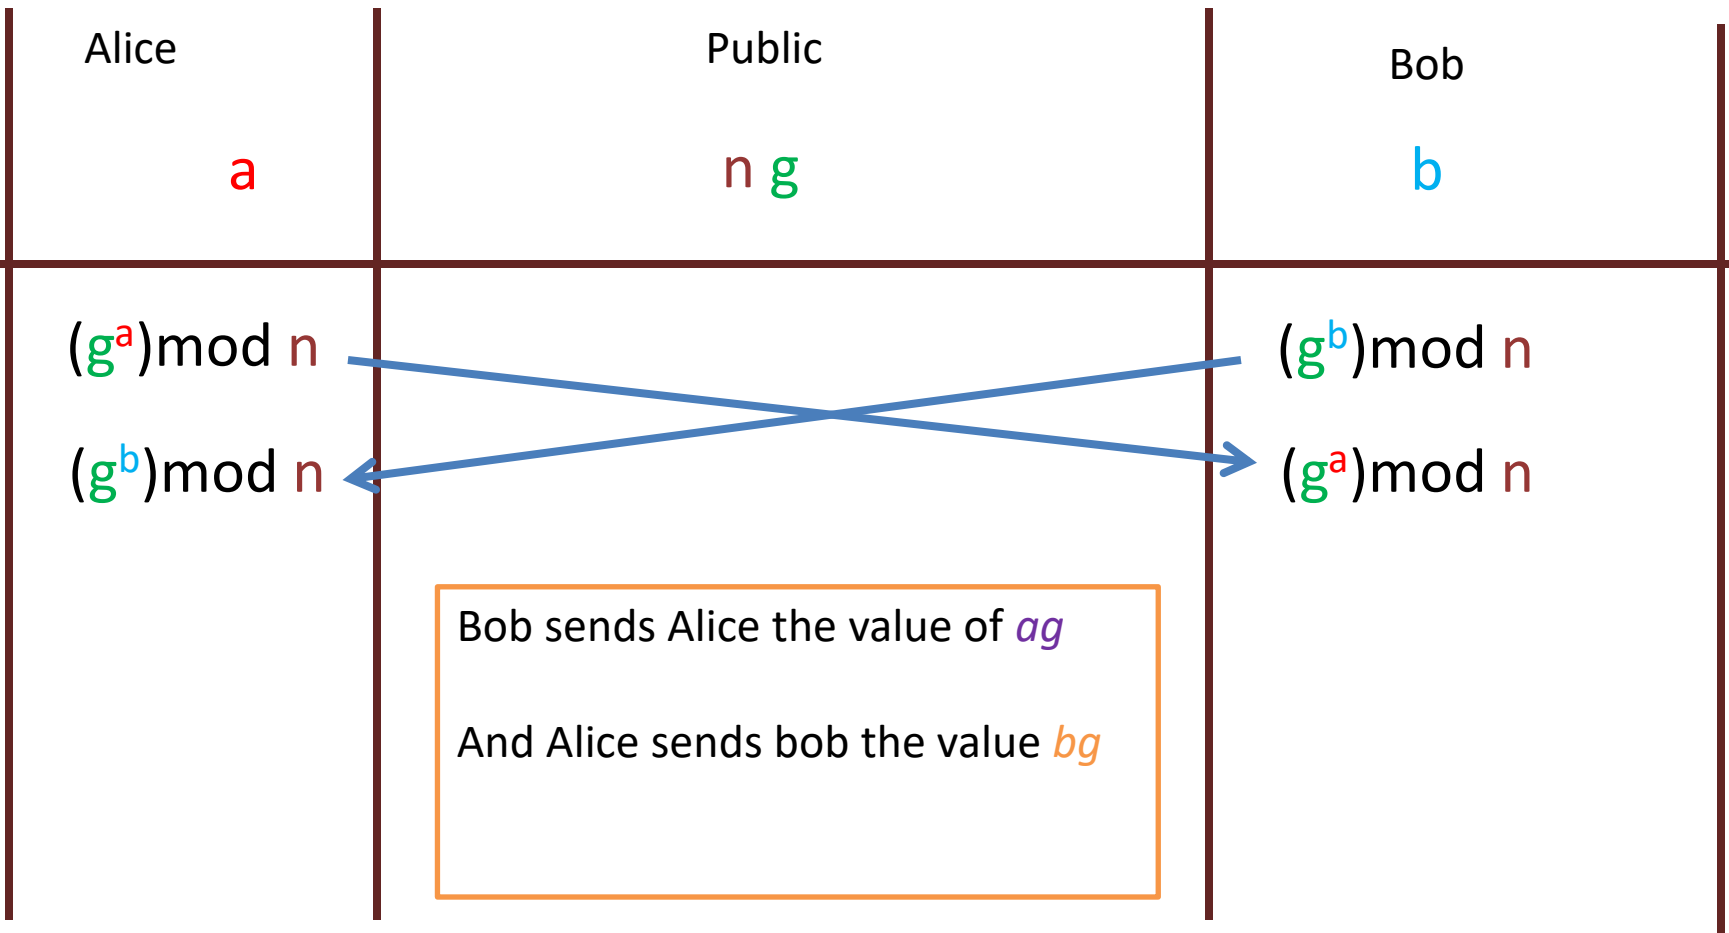 Alice Public Bob
a n g b
(gᵃ)mod n (gᵇ)mod n
(gᵇ)mod n (gᵃ)mod n
Bob sends Alice the value of ag
And Alice sends bob the value bg